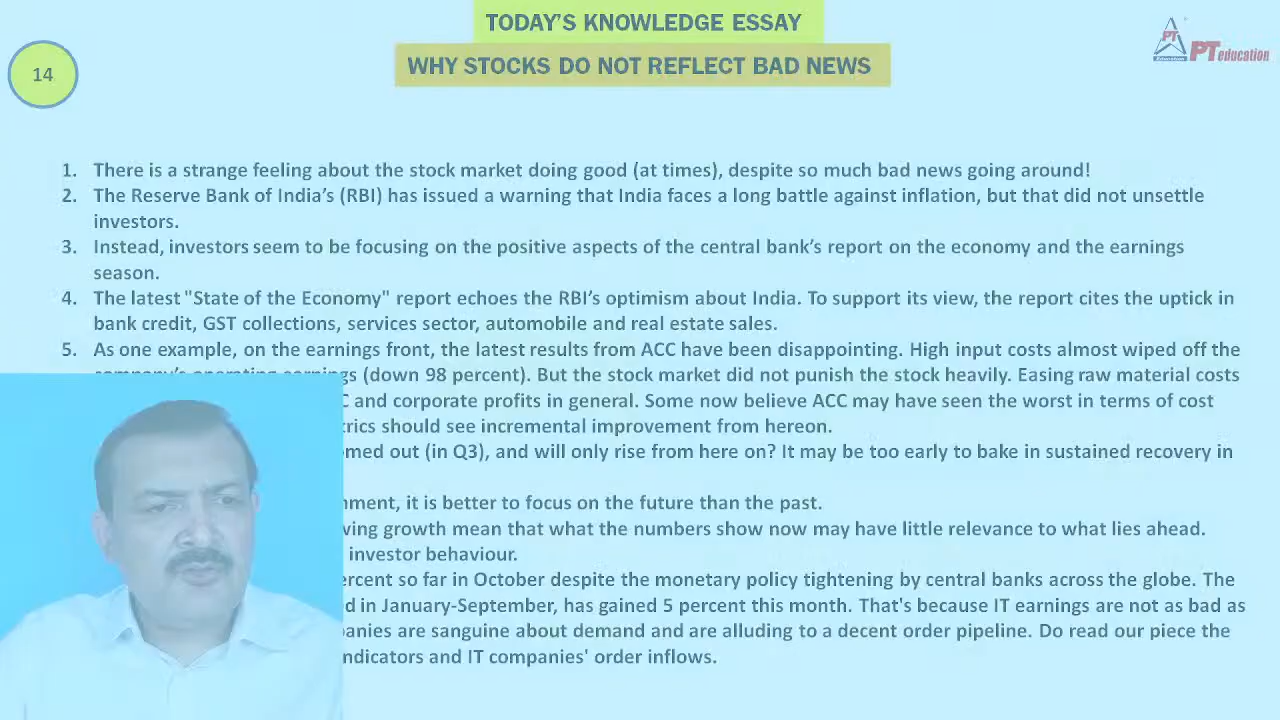 TODAY'S KNOWLEDGE ESSAY
WHY STOCKS DO NOT REFLECT BAD NEWS
14
PT
Education
PT education
1. There is a strange feeling about the stock market doing good (at times), despite so much bad news going around!
2. The Reserve Bank of India's (RBI) has issued a warning that India faces a long battle against inflation, but that did not unsettle
investors.
3. Instead, investors seem to be focusing on the positive aspects of the central bank's report on the economy and the earnings
season.
4. The latest "State of the Economy" report echoes the RBI's optimism about India. To support its view, the report cites the uptick in
bank credit, GST collections, services sector, automobile and real estate sales.
5. As one example, on the earnings front, the latest results from ACC have been disappointing. High input costs almost wiped off the
company's operating earnings (down 98 percent). But the stock market did not punish the stock heavily. Easing raw material costs
C and corporate profits in general. Some now believe ACC may have seen the worst in terms of cost
trics should see incremental improvement from hereon.
med out (in Q3), and will only rise from here on? It may be too early to bake in sustained recovery in
nment, it is better to focus on the future than the past.
ving growth mean that what the numbers show now may have little relevance to what lies ahead.
investor behaviour.
ercent so far in October despite the monetary policy tightening by central banks across the globe. The
d in January-September, has gained 5 percent this month. That's because IT earnings are not as bad as
panies are sanguine about demand and are alluding to a decent order pipeline. Do read our piece the
ndicators and IT companies' order inflows.